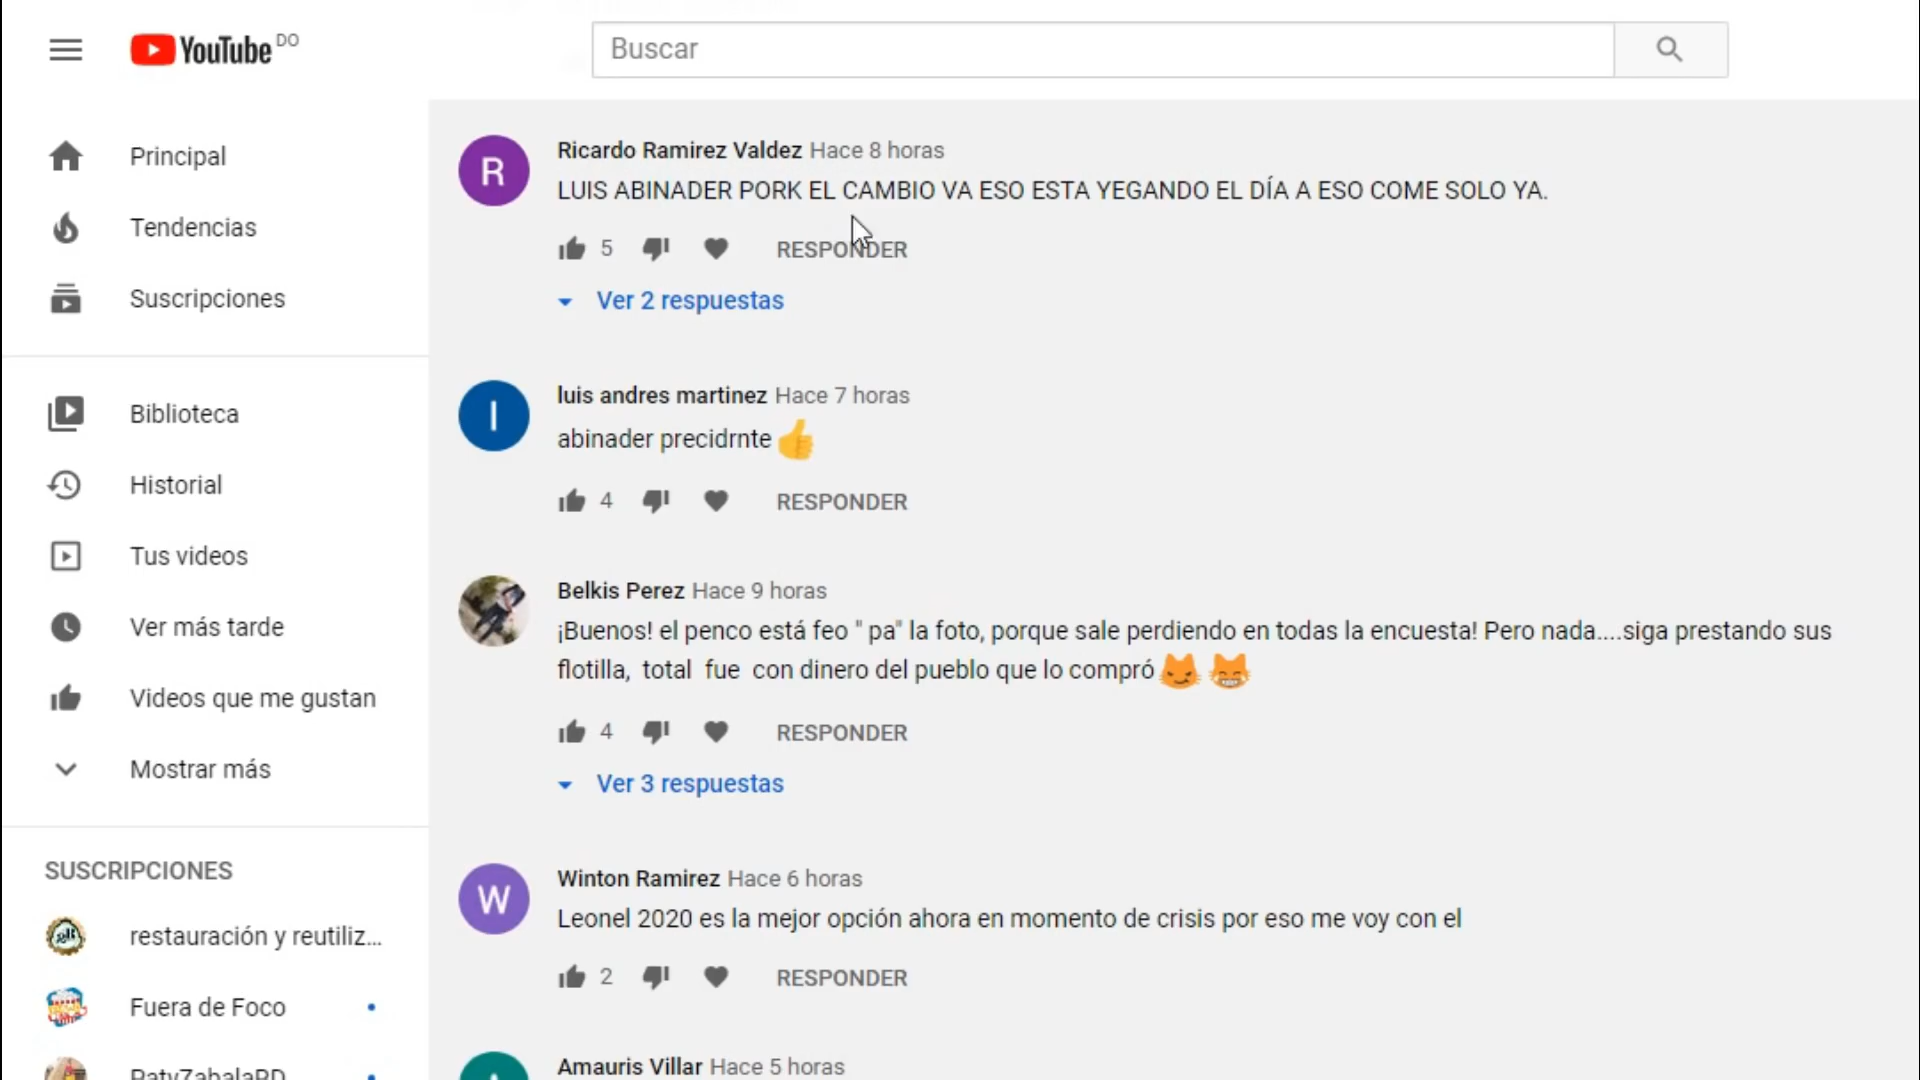 YouTube DO
Buscar
Principal
Tendencias
Suscripciones
Biblioteca
Historial
Tus videos
Ver más tarde
Videos que me gustan
Mostrar más
SUSCRIPCIONES
restauración y reutiliz...
Fuera de Foco
PatyZabalaRD
R
Ricardo Ramirez Valdez Hace 8 horas
LUIS ABINADER PORK EL CAMBIO VA ESO ESTA YEGANDO EL DÍA A ESO COME SOLO YA.
5 RESPONDER
Ver 2 respuestas
l
luis andres martinez Hace 7 horas
abinader precidrnte 👍
4 RESPONDER
Belkis Perez Hace 9 horas
¡Buenos! el penco está feo " pa" la foto, porque sale perdiendo en todas la encuesta! Pero nada....siga prestando sus
flotilla, total fue con dinero del pueblo que lo compró 😼 😸
4 RESPONDER
Ver 3 respuestas
W
Winton Ramirez Hace 6 horas
Leonel 2020 es la mejor opción ahora en momento de crisis por eso me voy con el
2 RESPONDER
Amauris Villar Hace 5 horas